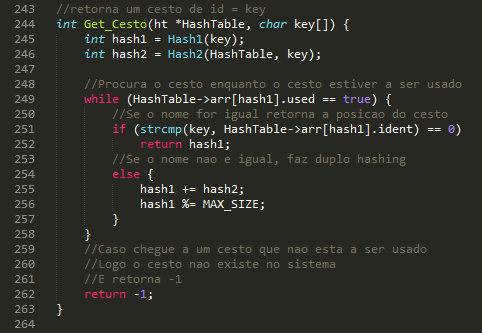 243 //retorna um cesto de id = key
244 int Get_Cesto(ht *HashTable, char key[]) {
245     int hash1 = Hash1(key);
246     int hash2 = Hash2(HashTable, key);
247
248     //Procura o cesto enquanto o cesto estiver a ser usado
249     while (HashTable->arr[hash1].used == true) {
250         //Se o nome for igual retorna a posicao do cesto
251         if (strcmp(key, HashTable->arr[hash1].ident) == 0)
252             return hash1;
253         //Se o nome nao e igual, faz duplo hashing
254         else {
255             hash1 += hash2;
256             hash1 %= MAX_SIZE;
257         }
258     }
259     //Caso chegue a um cesto que nao esta a ser usado
260     //Logo o cesto nao existe no sistema
261     //E retorna -1
262     return -1;
263 }
264